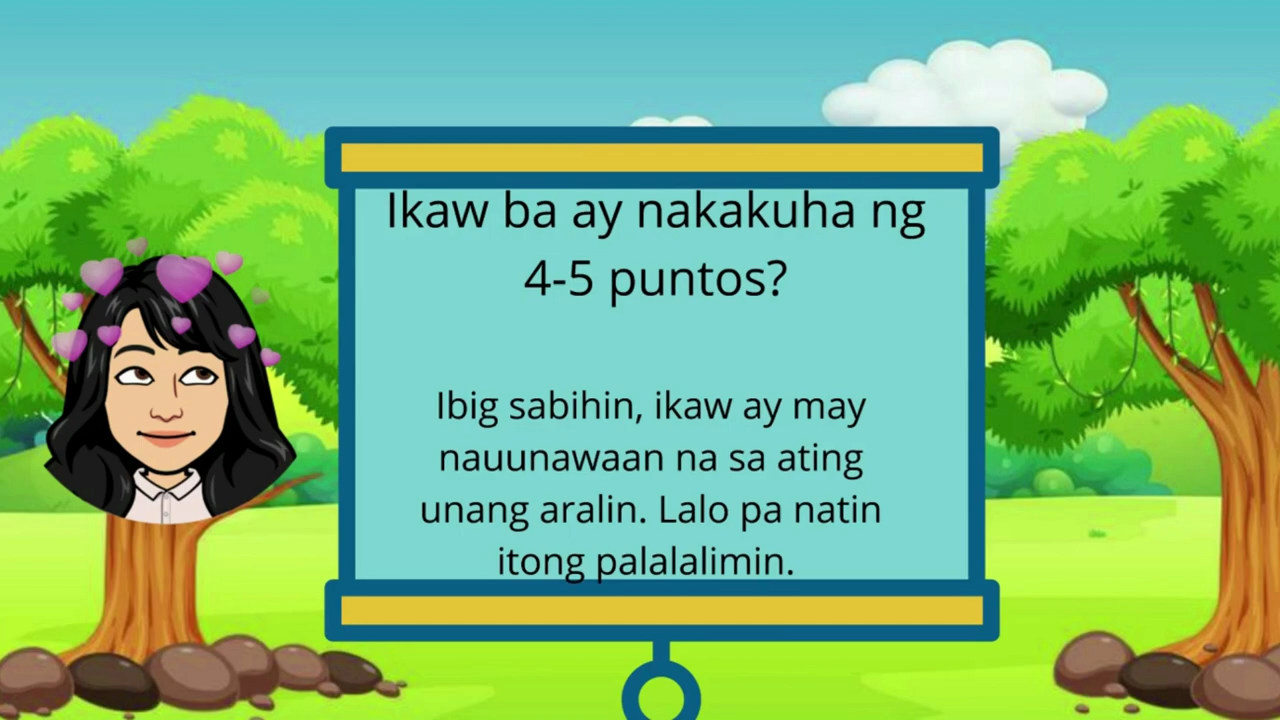 Ikaw ba ay nakakuha ng
4-5 puntos?
Ibig sabihin, ikaw ay may
nauunawaan na sa ating
unang aralin. Lalo pa natin
itong palalalimin.